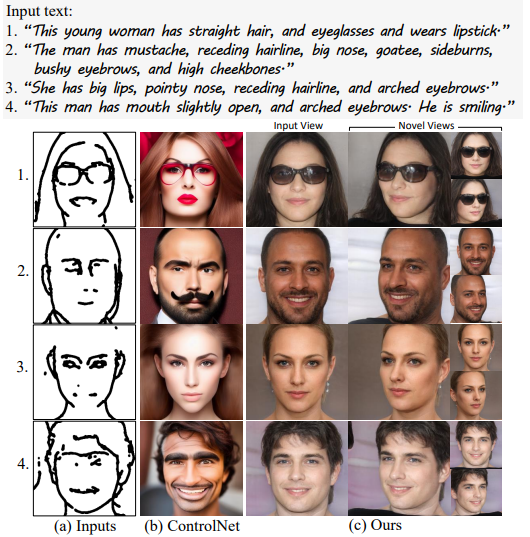 Input text:
1. “This young woman has straight hair, and eyeglasses and wears lipstick.”
2. “The man has mustache, receding hairline, big nose, goatee, sideburns,
bushy eyebrows, and high cheekbones.”
3. “She has big lips, pointy nose, receding hairline, and arched eyebrows.”
4. “This man has mouth slightly open, and arched eyebrows. He is smiling.”
Input View Novel Views
1.
2.
3.
4.
(a) Inputs (b) ControlNet (c) Ours